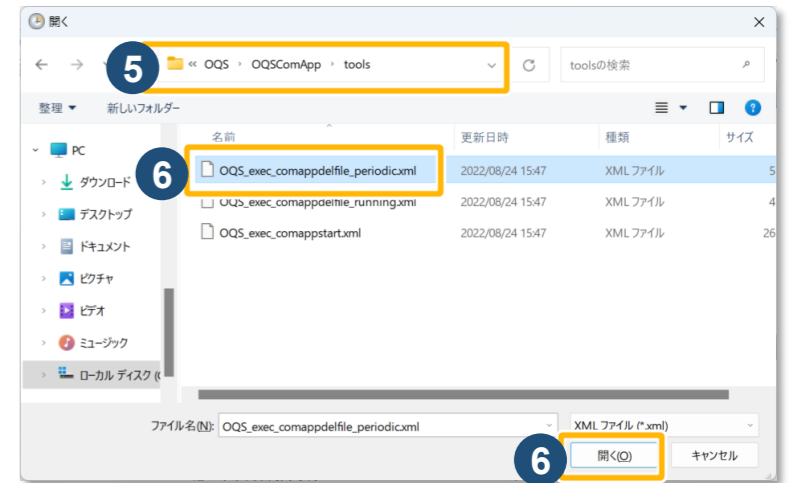 開く
5
« OQS › OQSComApp › tools
toolsの検索
整理 新しいフォルダー
名前 更新日時 種類 サイズ
PC
ダウンロード
デスクトップ
ドキュメント
ピクチャ
ビデオ
ミュージック
ローカル ディスク (C
6
OQS_exec_comappdelfile_periodic.xml 2022/08/24 15:47 XML ファイル 5
OQS_exec_comappdelfile_running.xml 2022/08/24 15:47 XML ファイル 4
OQS_exec_comappstart.xml 2022/08/24 15:47 XML ファイル 26
ファイル名(N): OQS_exec_comappdelfile_periodic.xml XML ファイル (*.xml)
6
開く(O) キャンセル